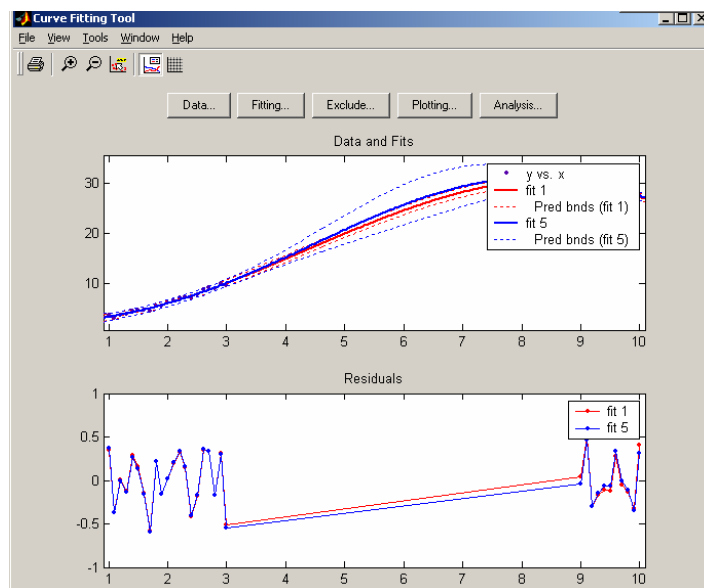 Curve Fitting Tool
File View Tools Window Help
Data... Fitting... Exclude... Plotting... Analysis...
Data and Fits
30
20
10
y vs. x
fit 1
Pred bnds (fit 1)
fit 5
Pred bnds (fit 5)
1 2 3 4 5 6 7 8 9 10
Residuals
1
0.5
0
-0.5
-1
fit 1
fit 5
1 2 3 4 5 6 7 8 9 10